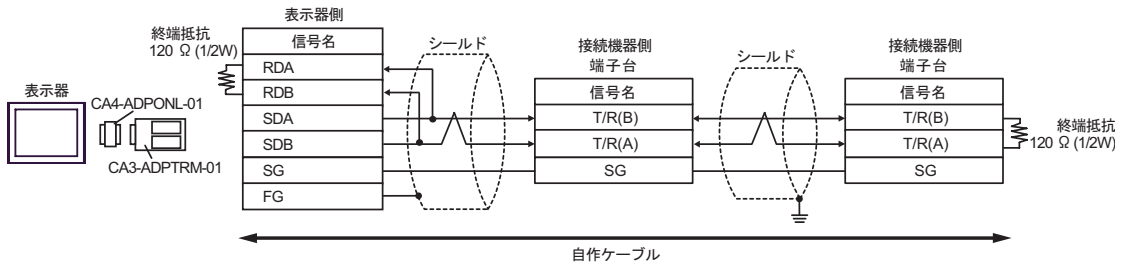 表示器
CA4-ADPONL-01
CA3-ADPTRM-01
終端抵抗
120 Ω (1/2W)
表示器側
信号名
RDA
RDB
SDA
SDB
SG
FG
シールド
接続機器側
端子台
信号名
T/R(B)
T/R(A)
SG
シールド
接続機器側
端子台
信号名
T/R(B)
T/R(A)
SG
終端抵抗
120 Ω (1/2W)
自作ケーブル